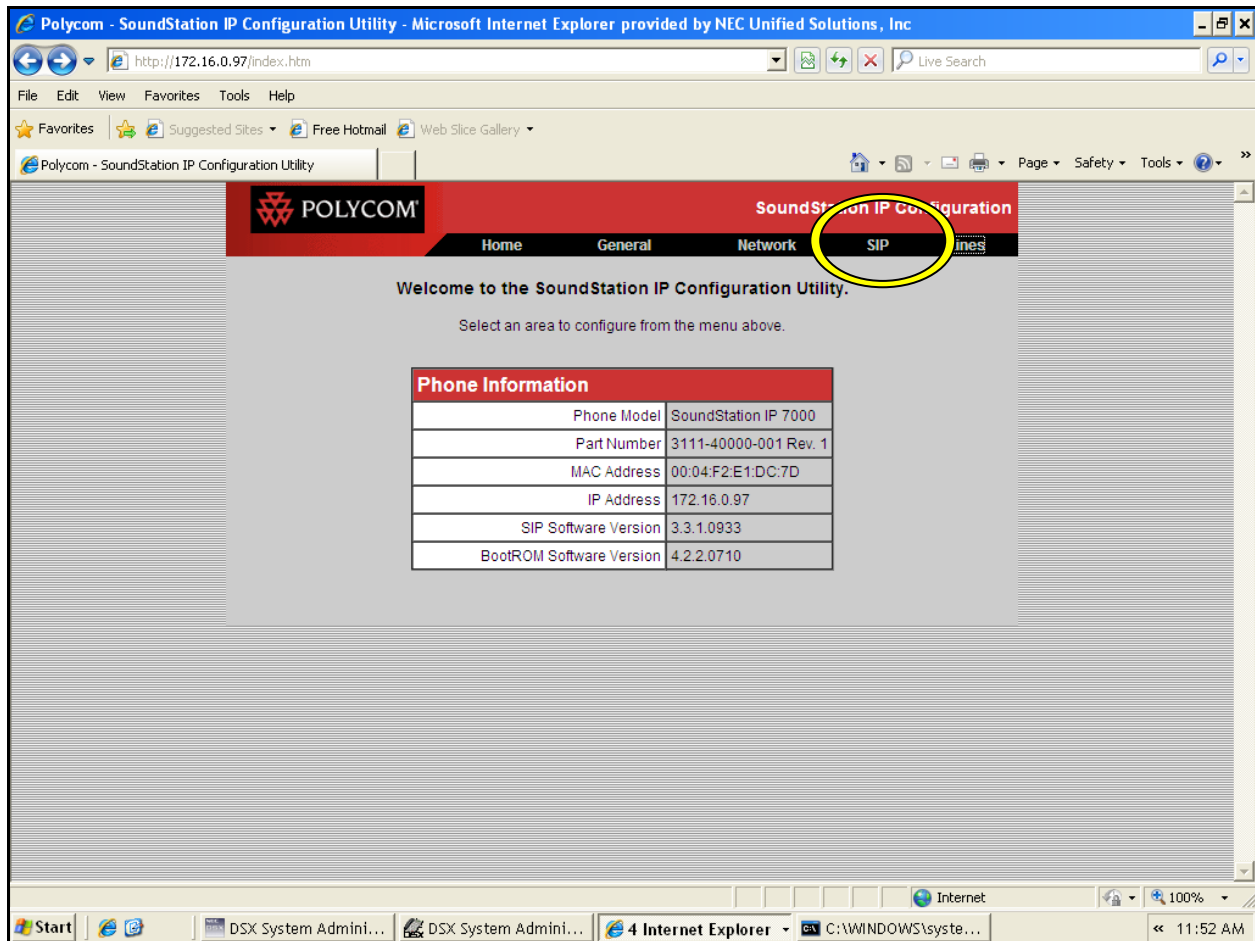 Polycom - SoundStation IP Configuration Utility - Microsoft Internet Explorer provided by NEC Unified Solutions, Inc
http://172.16.0.97/index.htm
Live Search
File Edit View Favorites Tools Help
Favorites Suggested Sites Free Hotmail Web Slice Gallery
Polycom - SoundStation IP Configuration Utility
Page Safety Tools
POLYCOM
SoundStation IP Configuration
Home General Network SIP ines
Welcome to the SoundStation IP Configuration Utility.
Select an area to configure from the menu above.
Phone Information
Phone Model SoundStation IP 7000
Part Number 3111-40000-001 Rev. 1
MAC Address 00:04:F2:E1:DC:7D
IP Address 172.16.0.97
SIP Software Version 3.3.1.0933
BootROM Software Version 4.2.2.0710
Internet 100%
Start DSX System Admini... DSX System Admini... 4 Internet Explorer C:\WINDOWS\syste... « 11:52 AM